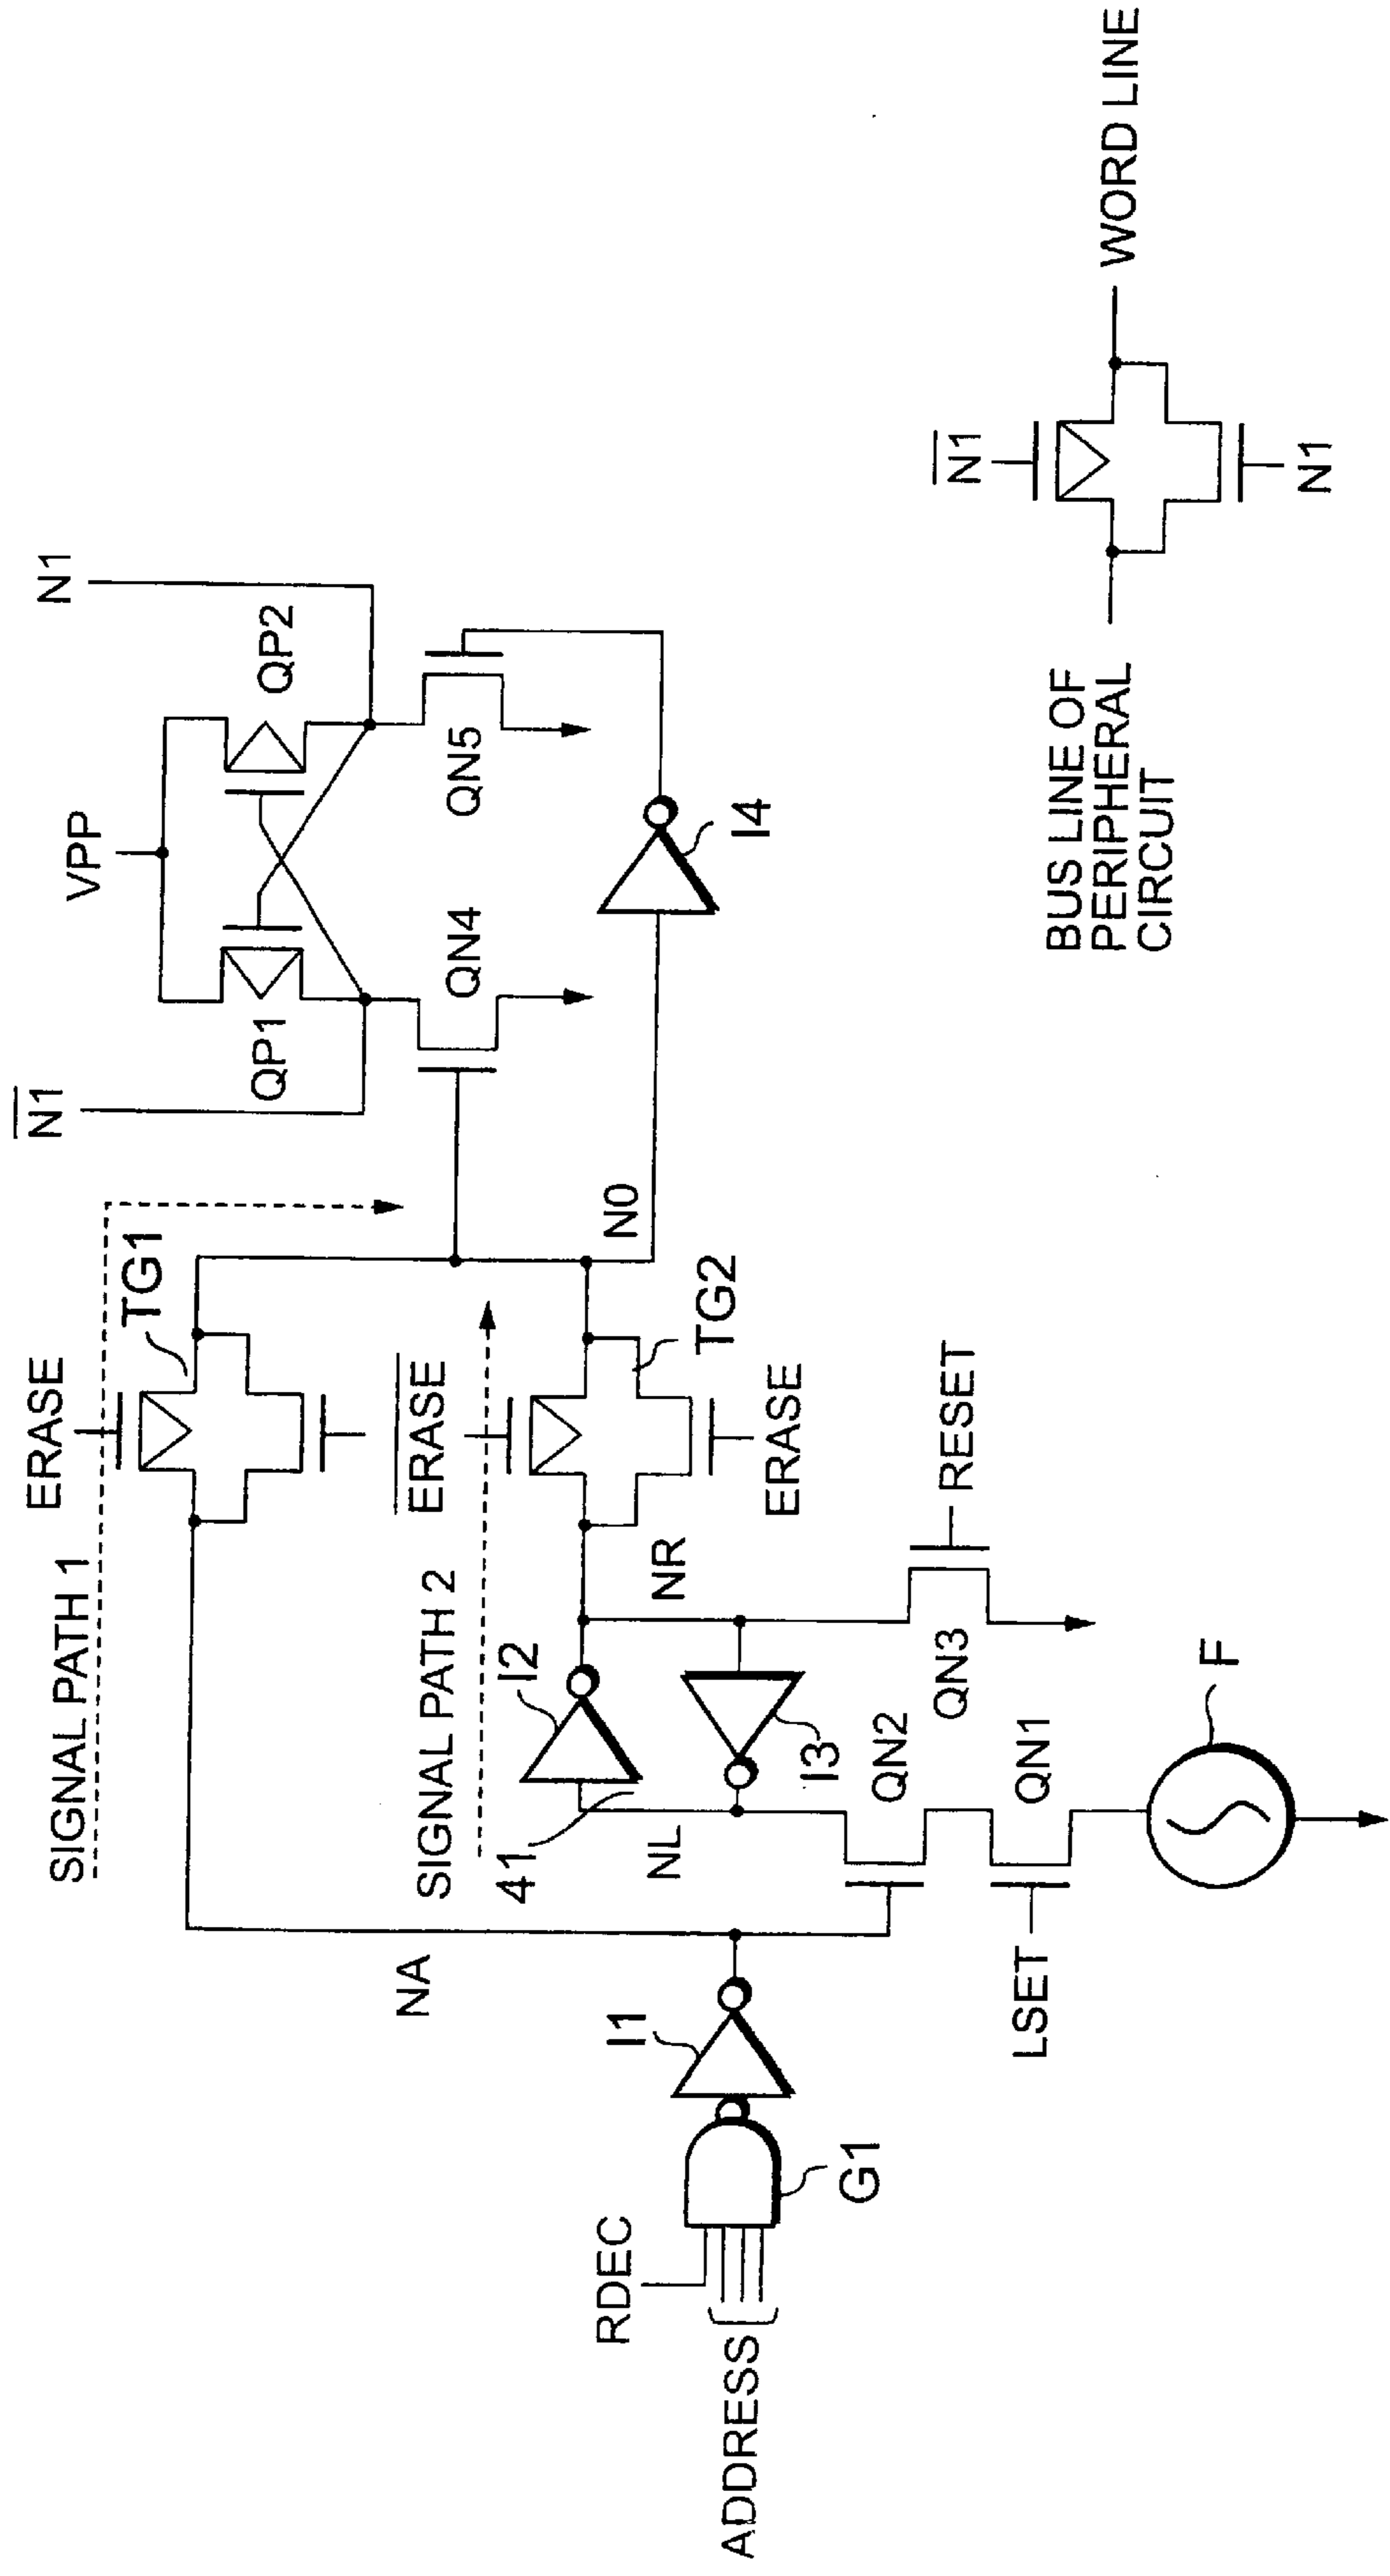 SIGNAL PATH 1
ERASE
TG1
N1
VPP
N1
QP1
QP2
NA
SIGNAL PATH 2
ERASE
QN4
QN5
41
I2
NR
TG2
N0
I4
RDEC
I1
NL
I3
ERASE
ADDRESS
G1
QN2
QN3
RESET
LSET
QN1
F
N1
BUS LINE OF
PERIPHERAL
CIRCUIT
WORD LINE
N1